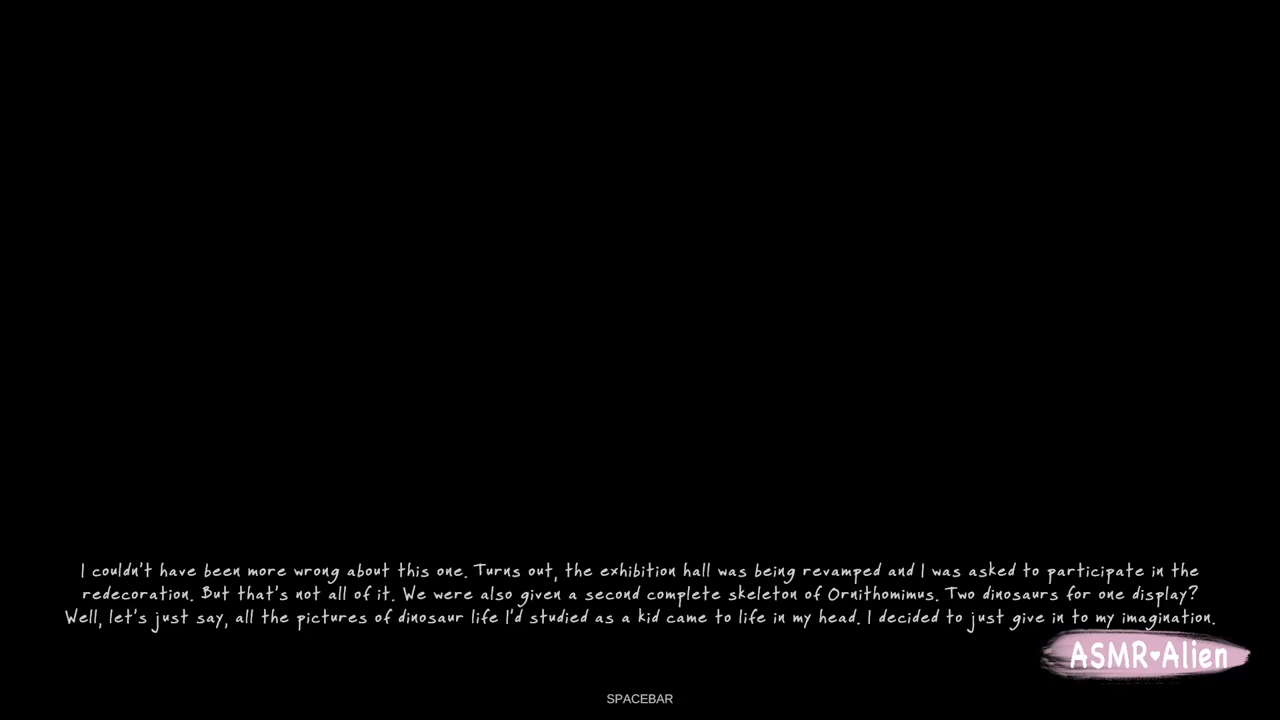 I couldn't have been more wrong about this one. Turns out, the exhibition hall was being revamped and I was asked to participate in the
redecoration. But that's not all of it. We were also given a second complete skeleton of Ornithomimus. Two dinosaurs for one display?
Well, let's just say, all the pictures of dinosaur life I'd studied as a kid came to life in my head. I decided to just give in to my imagination.
ASMR♥Alien
SPACEBAR